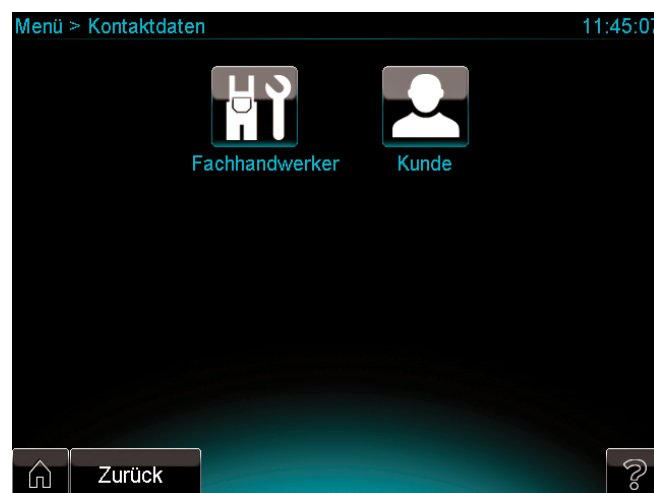 Menü > Kontaktdaten 11:45:07
Fachhandwerker Kunde
Zurück ?